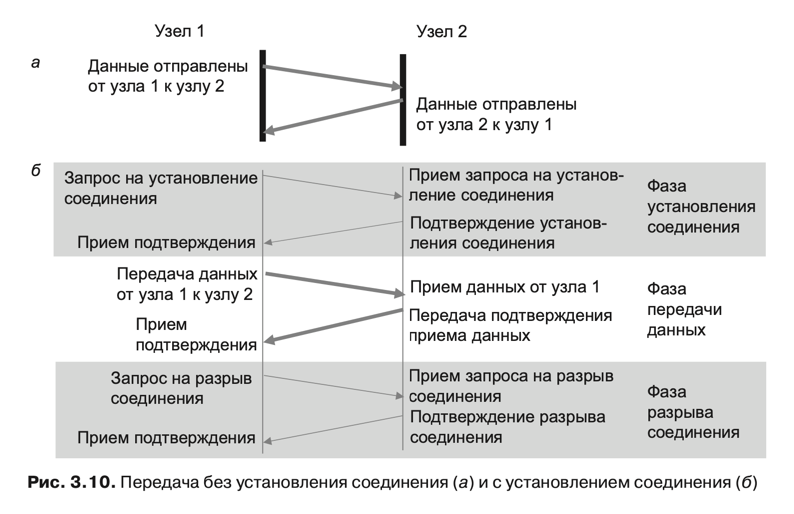 Узел 1
Узел 2
а
Данные отправлены
от узла 1 к узлу 2
Данные отправлены
от узла 2 к узлу 1
б
Запрос на установление
соединения
Прием запроса на установ-
ление соединения
Подтверждение установ-
ления соединения
Прием подтверждения
Фаза
установления
соединения
Передача данных
от узла 1 к узлу 2
Прием данных от узла 1
Передача подтверждения
приема данных
Прием
подтверждения
Фаза
передачи
данных
Запрос на разрыв
соединения
Прием запроса на разрыв
соединения
Подтверждение разрыва
соединения
Прием подтверждения
Фаза
разрыва
соединения
Рис. 3.10. Передача без установления соединения (а) и с установлением соединения (б)